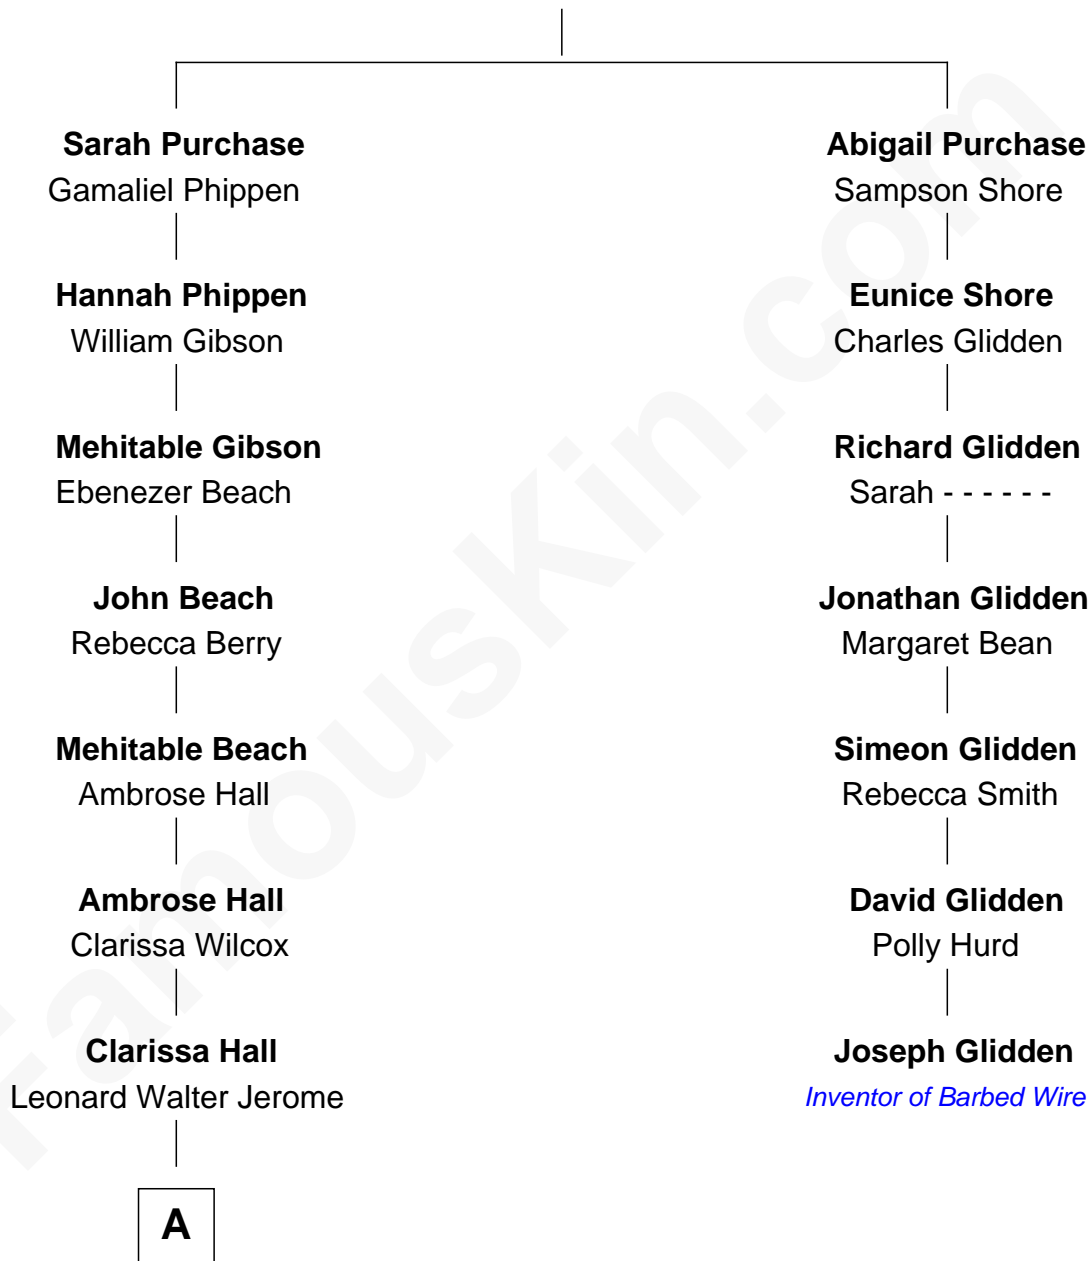 Sarah Purchase
Gamaliel Phippen
Abigail Purchase
Sampson Shore
Hannah Phippen
William Gibson
Eunice Shore
Charles Glidden
Mehitable Gibson
Ebenezer Beach
Richard Glidden
Sarah - - - - - -
John Beach
Rebecca Berry
Jonathan Glidden
Margaret Bean
Mehitable Beach
Ambrose Hall
Simeon Glidden
Rebecca Smith
Ambrose Hall
Clarissa Wilcox
David Glidden
Polly Hurd
Clarissa Hall
Leonard Walter Jerome
Joseph Glidden
Inventor of Barbed Wire
A
FamousKin.com